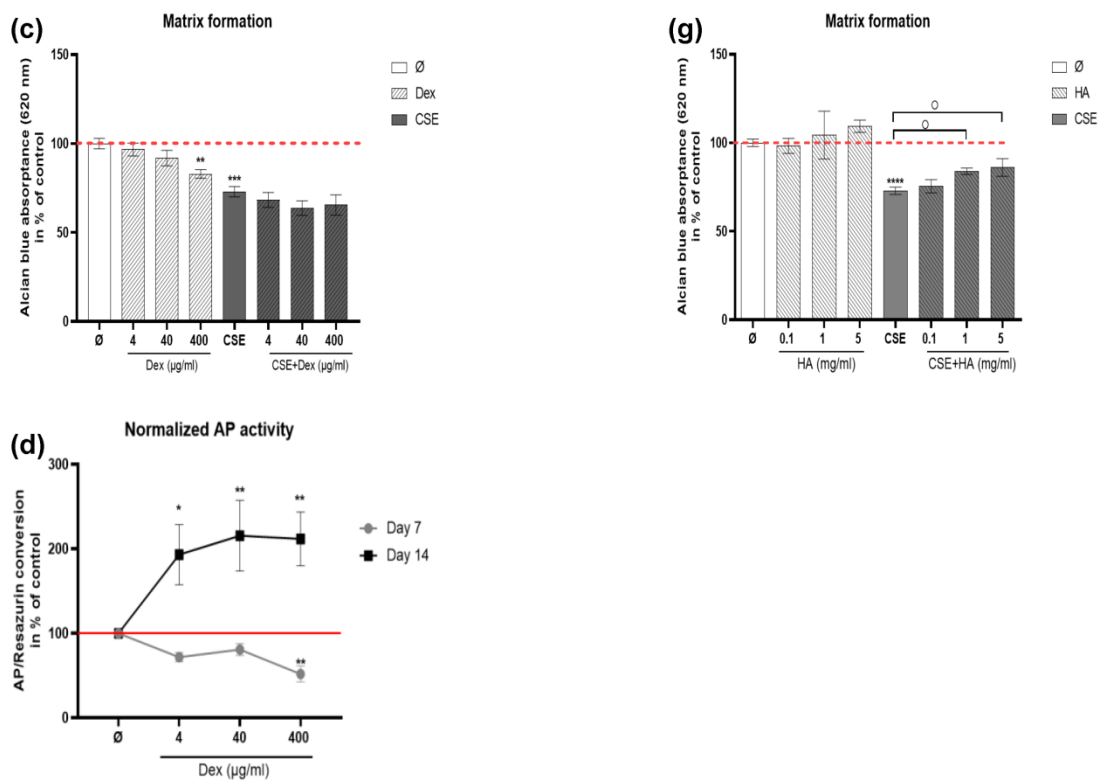 (c)
Matrix formation
Alcian blue absorptance (620 nm)
in % of control
150
100
50
0
Ø
Dex
CSE
**
***
Ø 4 40 400 CSE 4 40 400
Dex (µg/ml) CSE+Dex (µg/ml)
(g)
Matrix formation
Alcian blue absorptance (620 nm)
in % of control
150
100
50
0
Ø
HA
CSE
O
O
****
Ø 0.1 1 5 CSE 0.1 1 5
HA (mg/ml) CSE+HA (mg/ml)
(d)
Normalized AP activity
AP/Resazurin conversion
in % of control
300
200
100
0
Day 7
Day 14
* ** **
**
Ø 4 40 400
Dex (µg/ml)